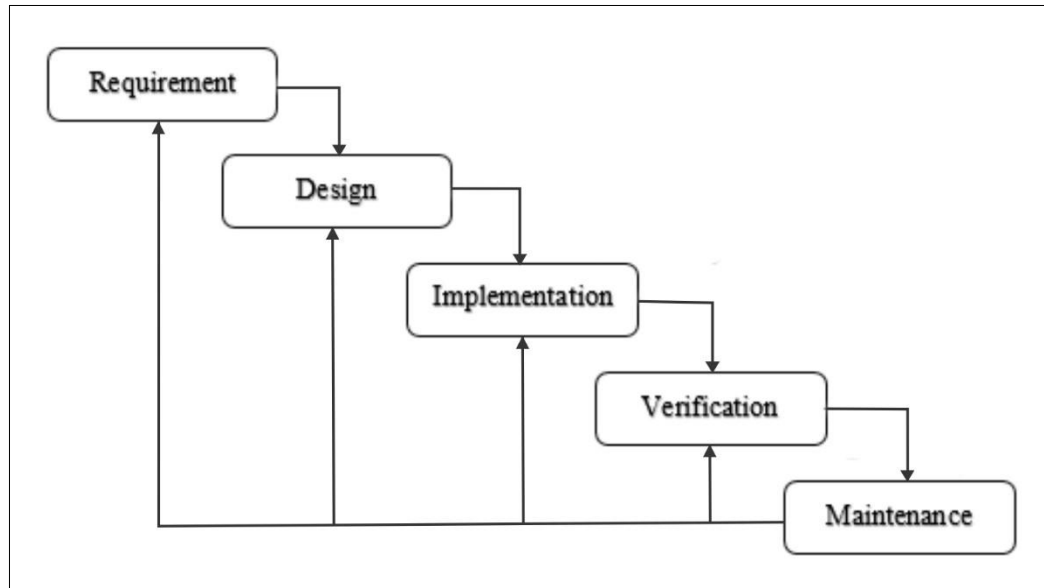 Requirement
Design
Implementation
Verification
Maintenance